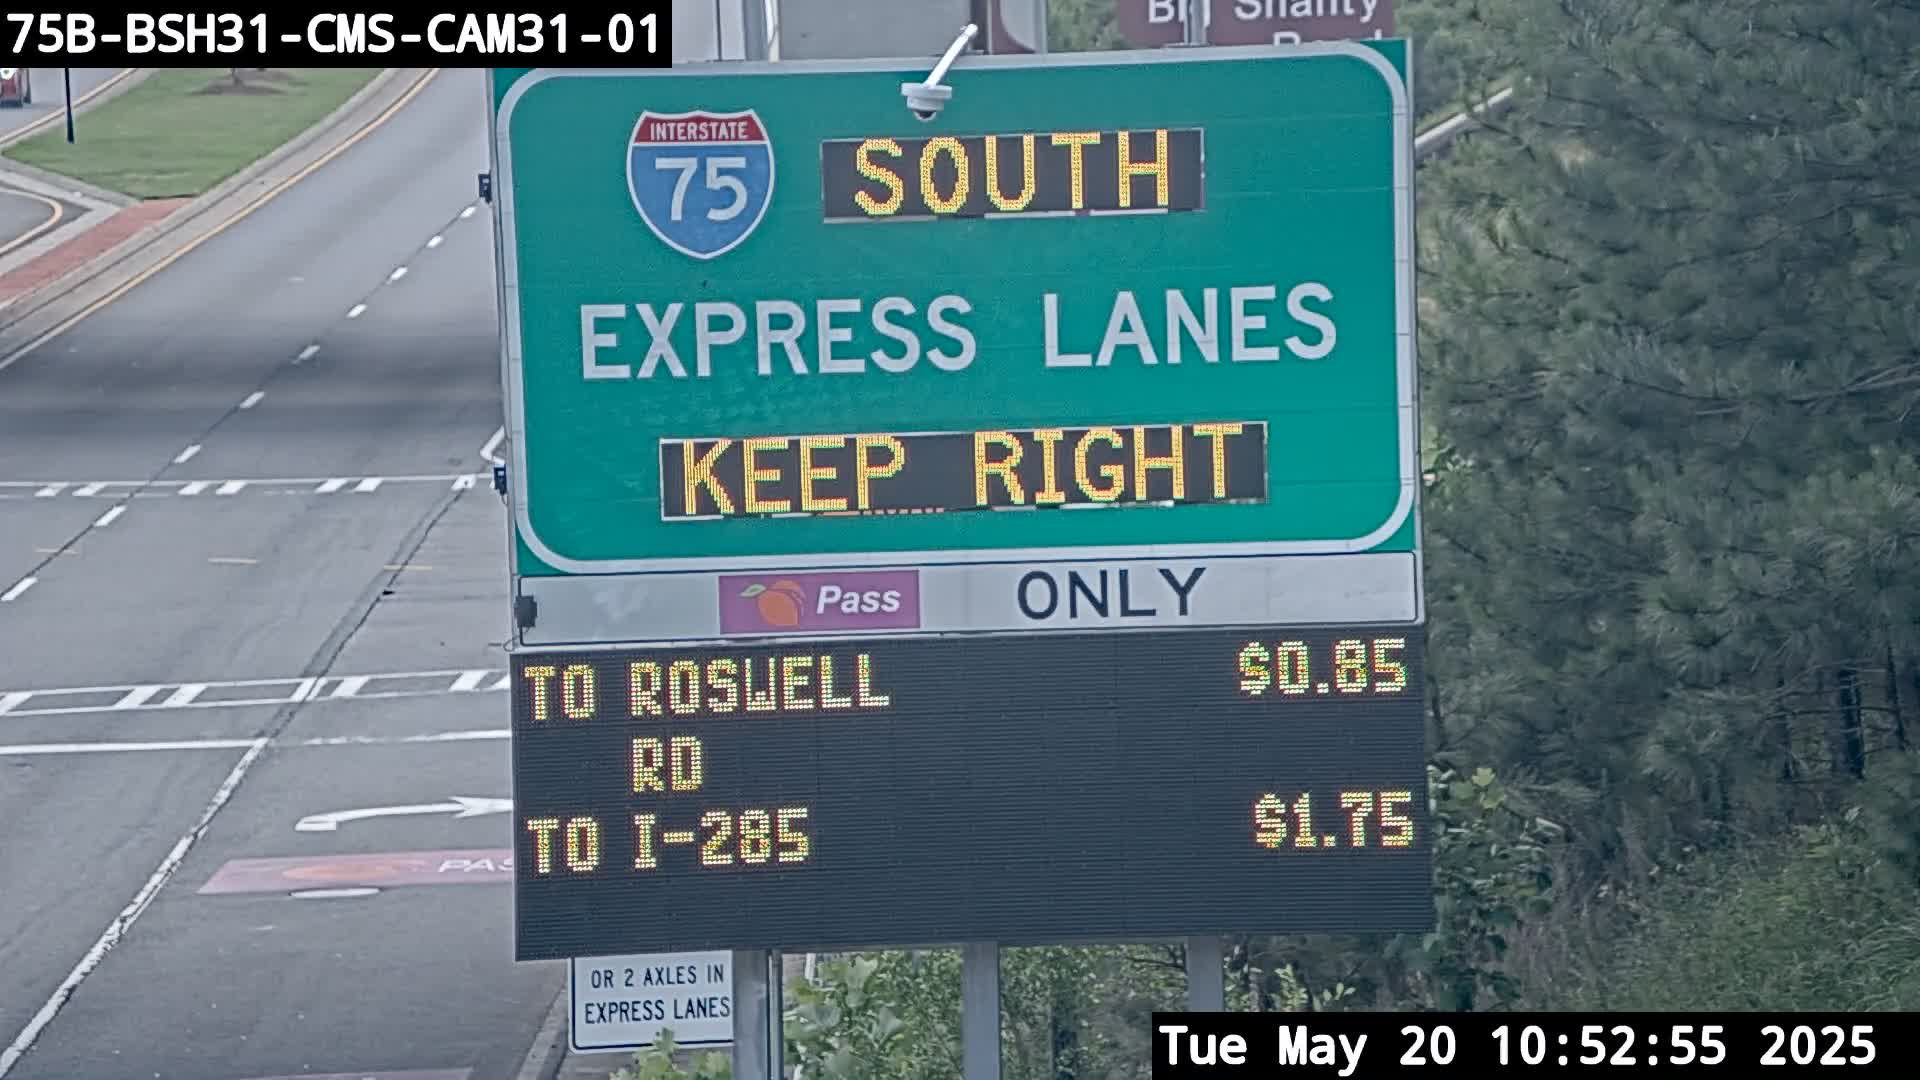 75B-BSH31-CMS-CAM31-01
Shanty
INTERSTATE
75
SOUTH
EXPRESS LANES
KEEP RIGHT
Pass ONLY
TO ROSWELL $0.85
RD
TO I-285 $1.75
OR 2 AXLES IN
EXPRESS LANES
Tue May 20 10:52:55 2025